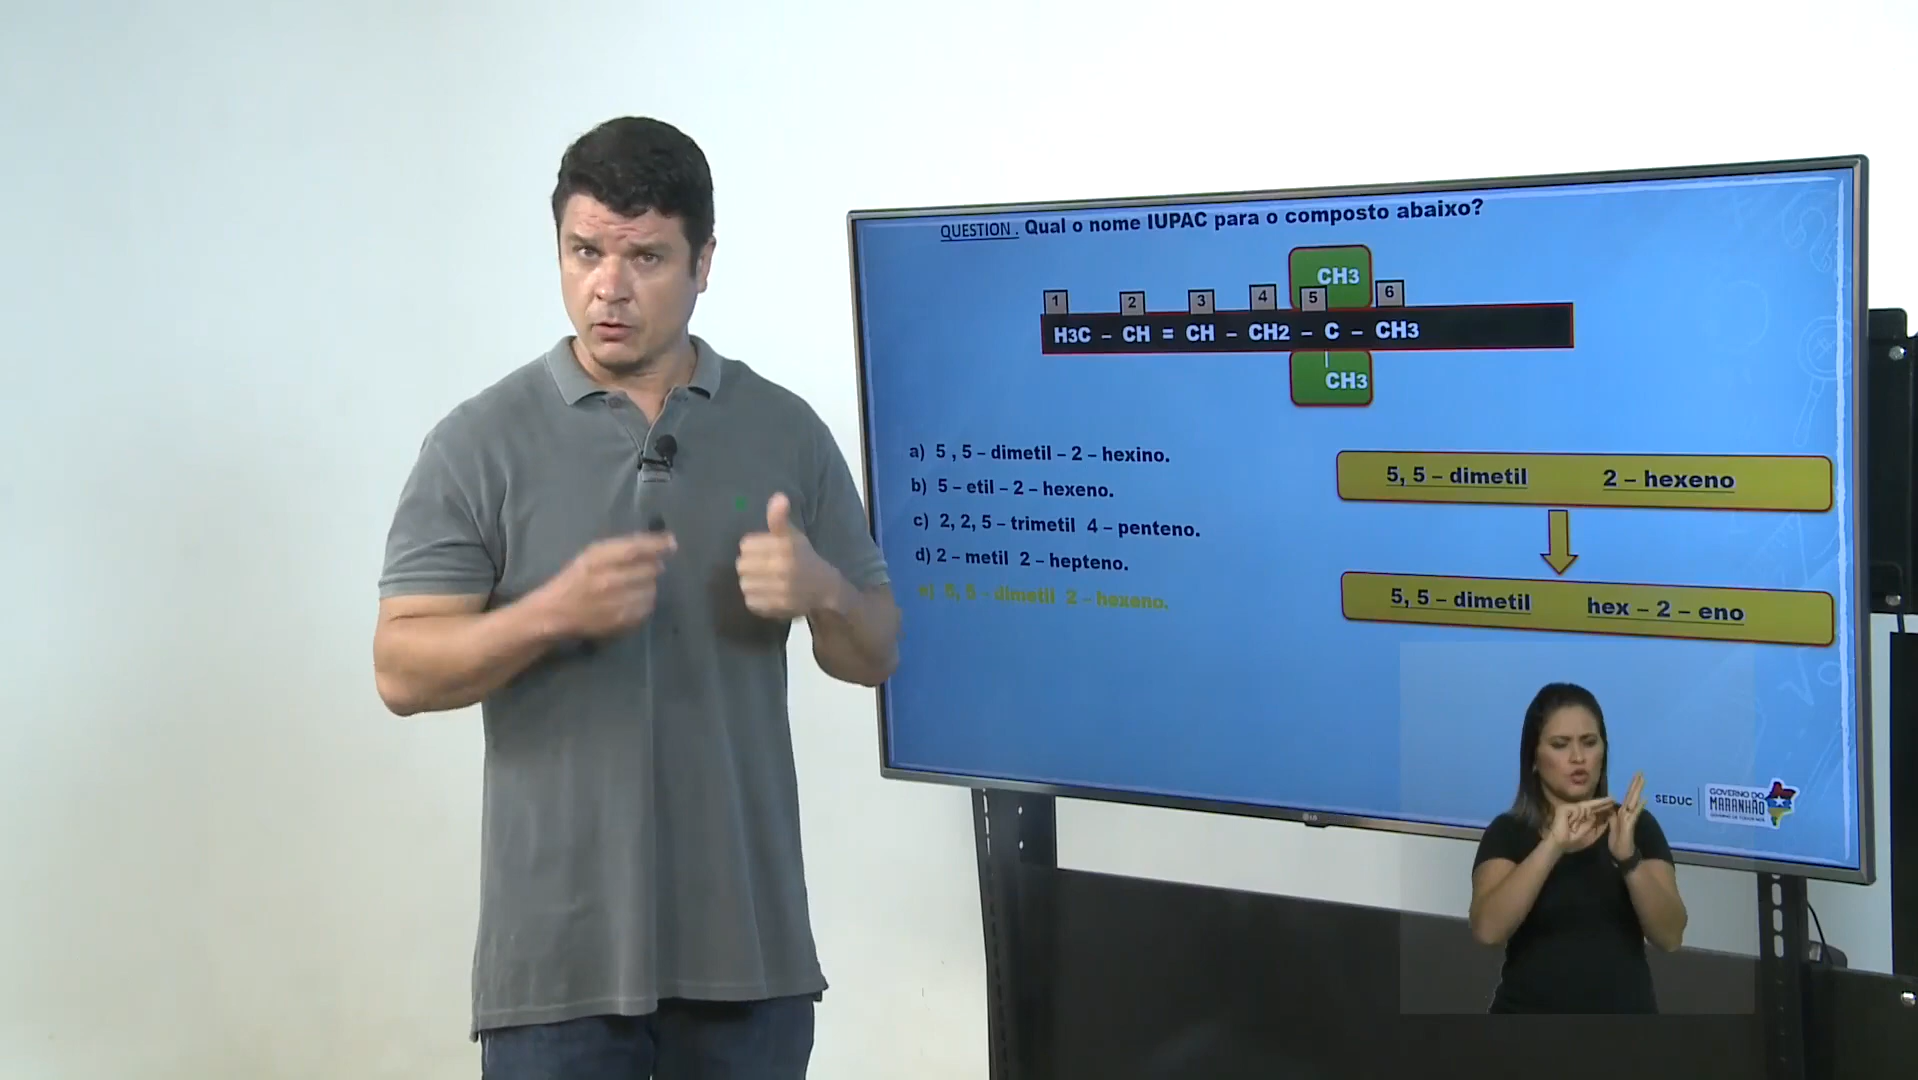 QUESTION . Qual o nome IUPAC para o composto abaixo?
CH3
1 2 3 4 5 6
H3C – CH = CH – CH2 – C – CH3
CH3
a) 5 , 5 – dimetil – 2 – hexino.
b) 5 – etil – 2 – hexeno.
c) 2, 2, 5 – trimetil 4 – penteno.
d) 2 – metil 2 – hepteno.
e) 5, 5 – dimetil 2 – hexeno.
5, 5 – dimetil 2 – hexeno
5, 5 – dimetil hex – 2 – eno
SEDUC
GOVERNO DO
MARANHÃO
LG